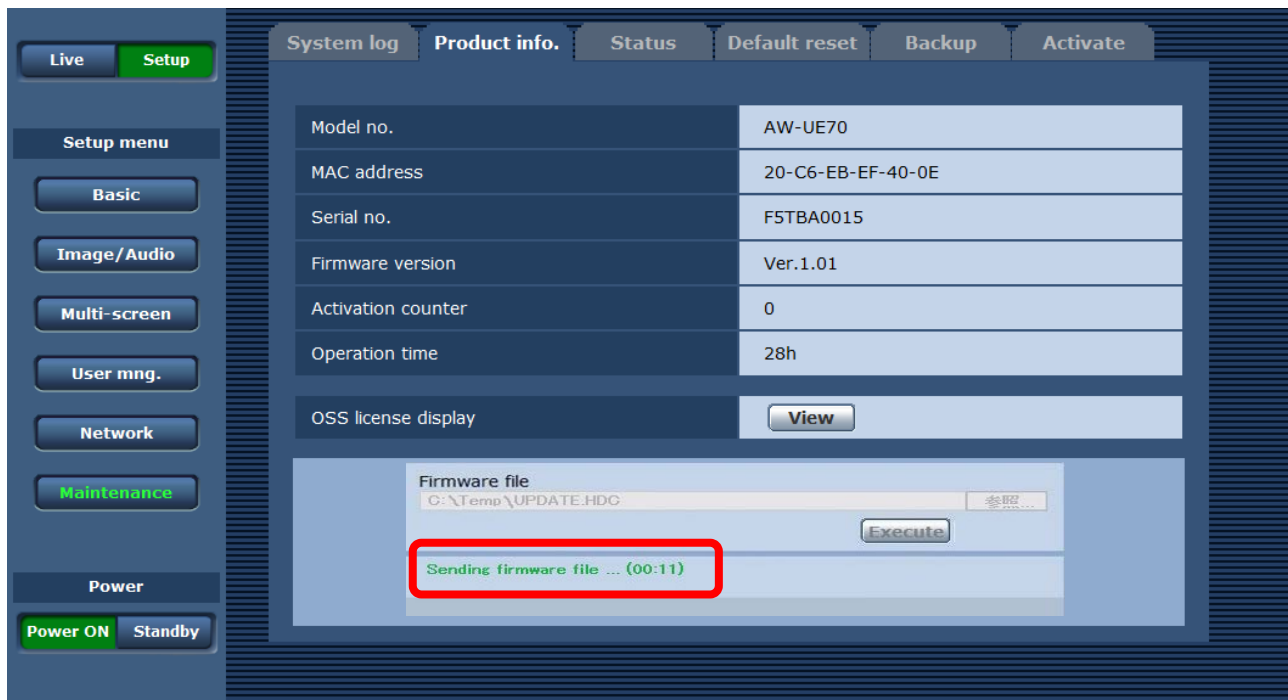 Live Setup
System log Product info. Status Default reset Backup Activate
Setup menu
Basic
Image/Audio
Multi-screen
User mng.
Network
Maintenance
Power
Power ON Standby
Model no. AW-UE70
MAC address 20-C6-EB-EF-40-0E
Serial no. F5TBA0015
Firmware version Ver.1.01
Activation counter 0
Operation time 28h
OSS license display View
Firmware file
C:\Temp\UPDATE.HDC 参照...
Execute
Sending firmware file ... (00:11)